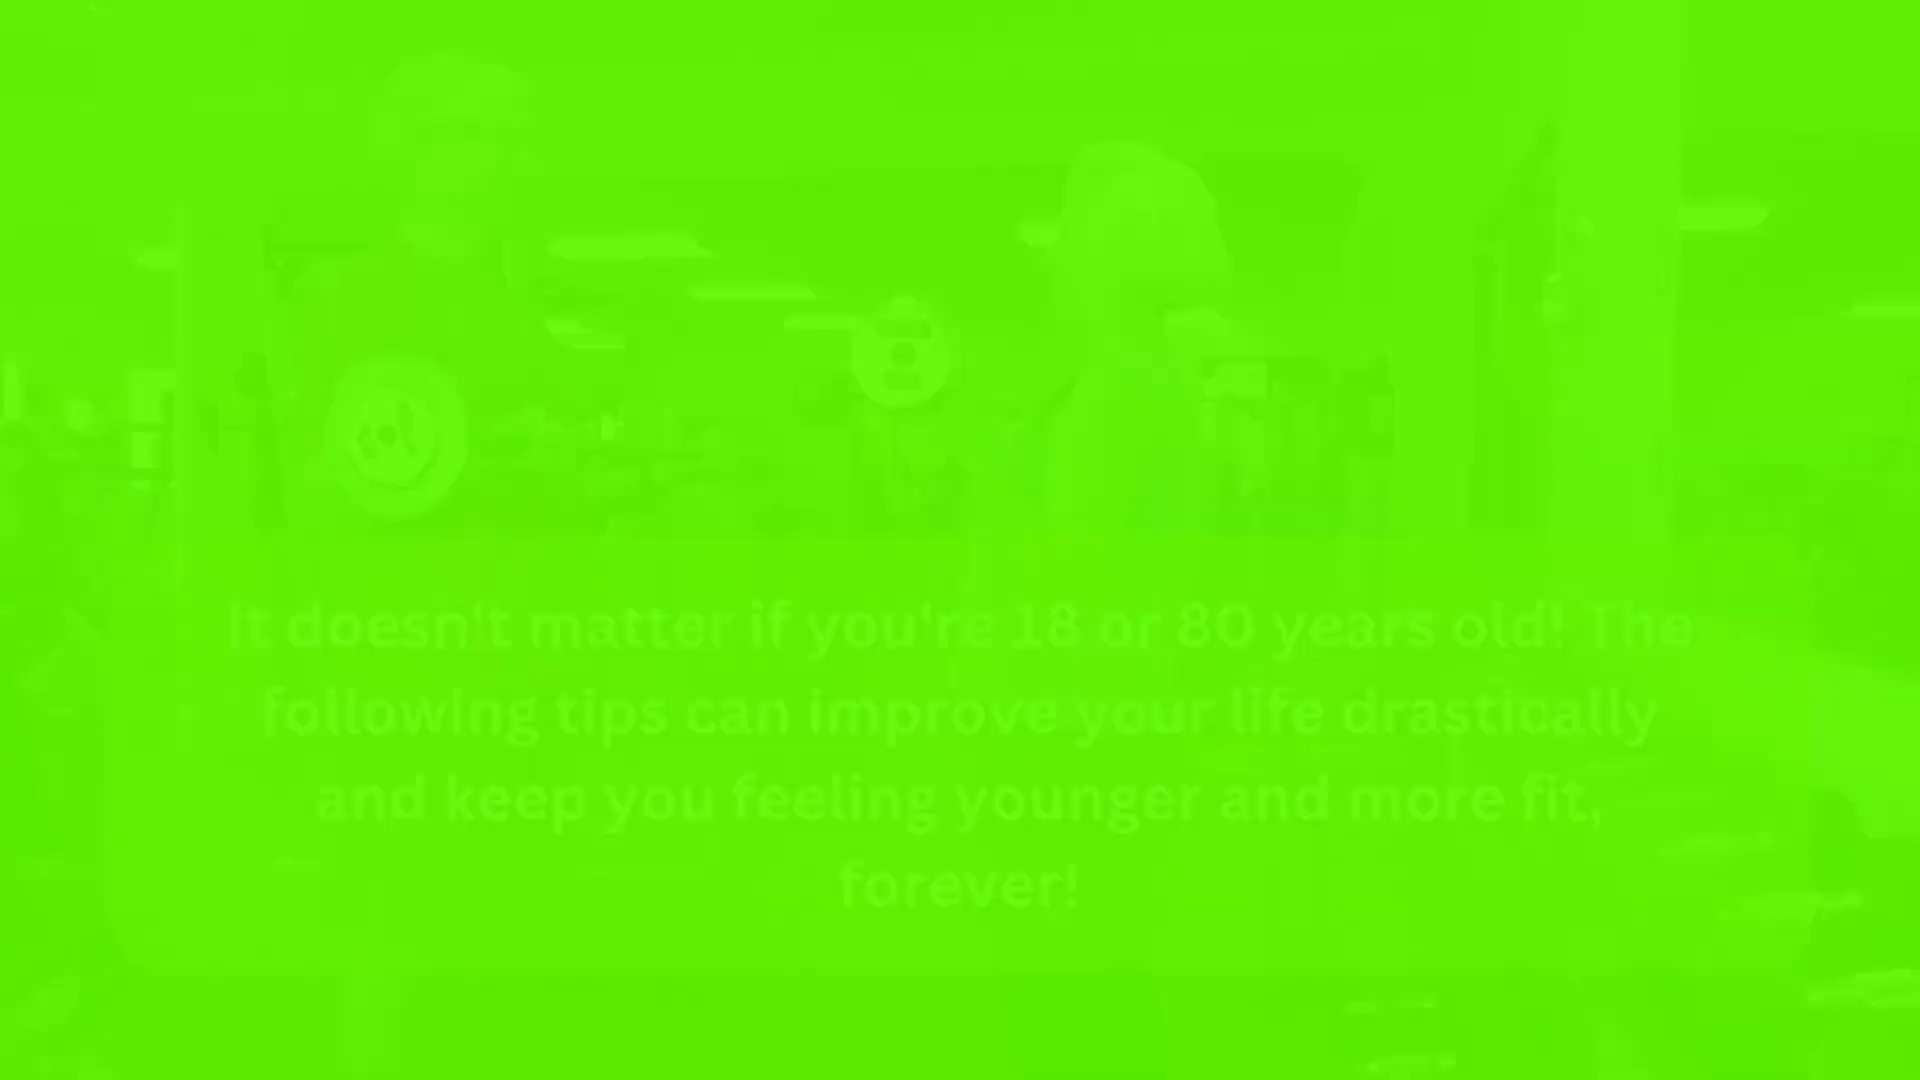 It doesn't matter if you're 18 or 80 years old! The
following tips can improve your life drastically
and keep you feeling younger and more fit,
forever!